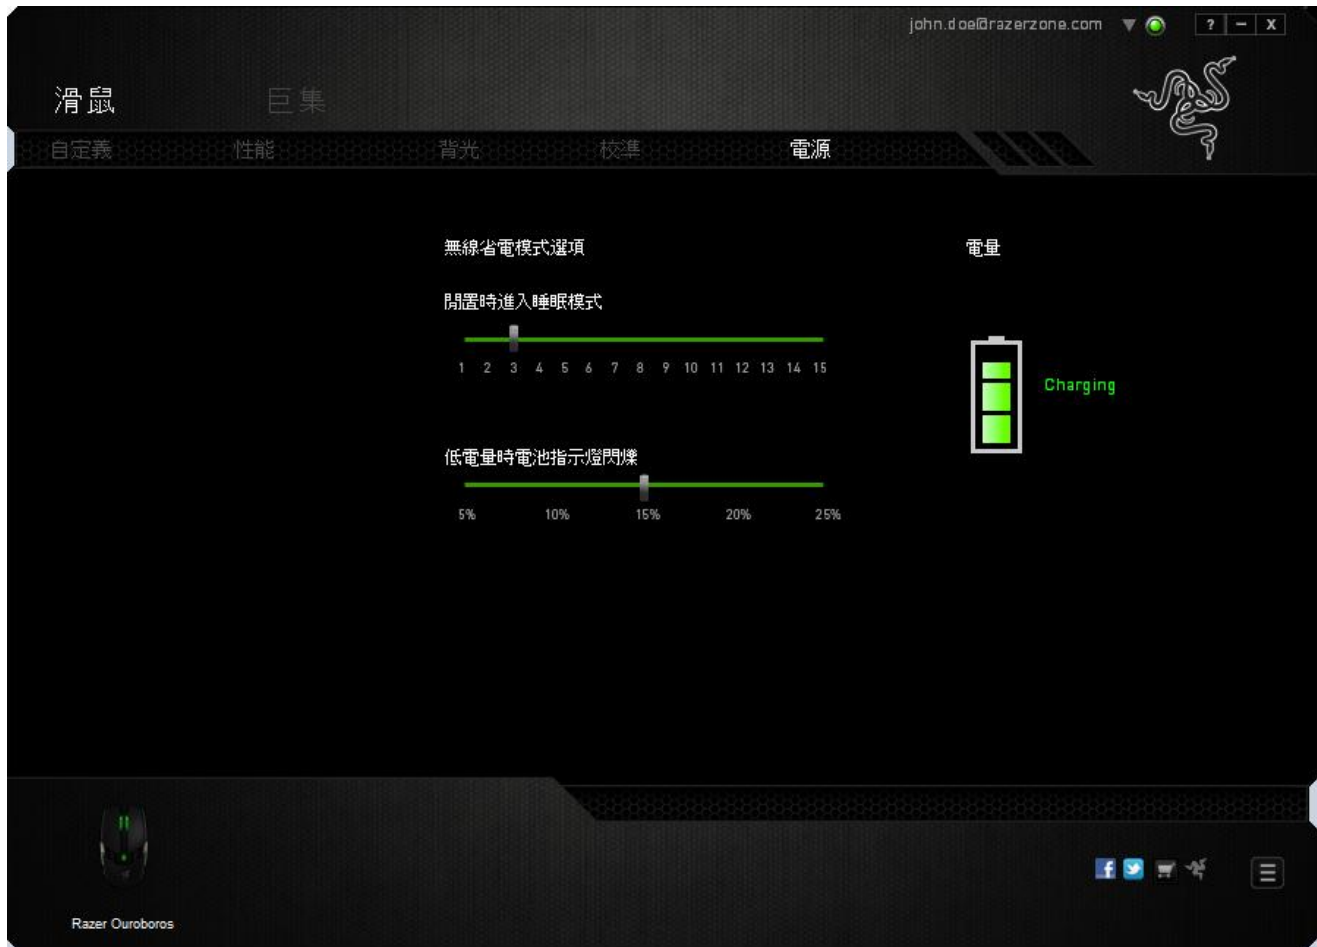 john.doe@razerzone.com ? – X
滑鼠 巨集
自定義 性能 背光 校準 電源
無線省電模式選項 電量
閒置時進入睡眠模式
1 2 3 4 5 6 7 8 9 10 11 12 13 14 15
Charging
低電量時電池指示燈閃爍
5% 10% 15% 20% 25%
Razer Ouroboros